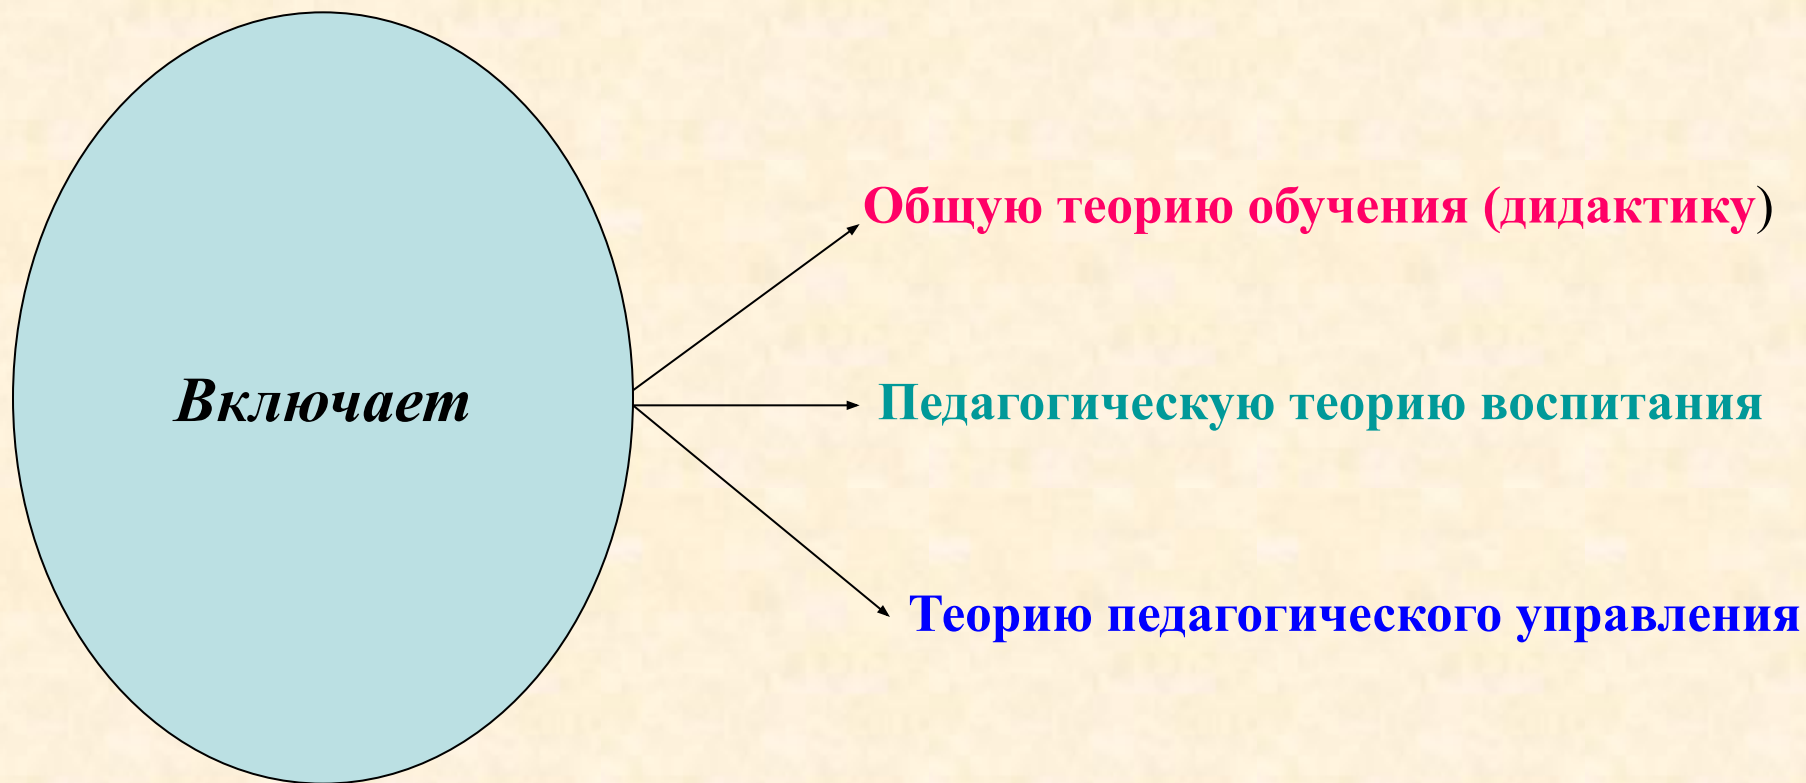 Общую теорию обучения (дидактику)
Включает
Педагогическую теорию воспитания
Теорию педагогического управления